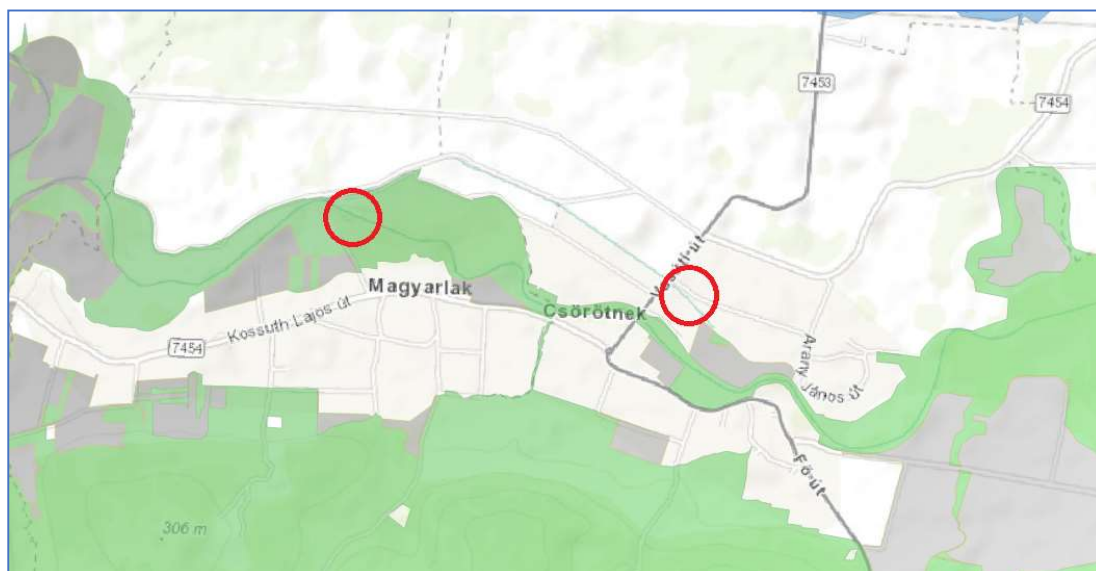 7453
7454
Magyarlak
Csörötnek
Kossuth Lajos út
7454
Arany János út
Fő út
306 m